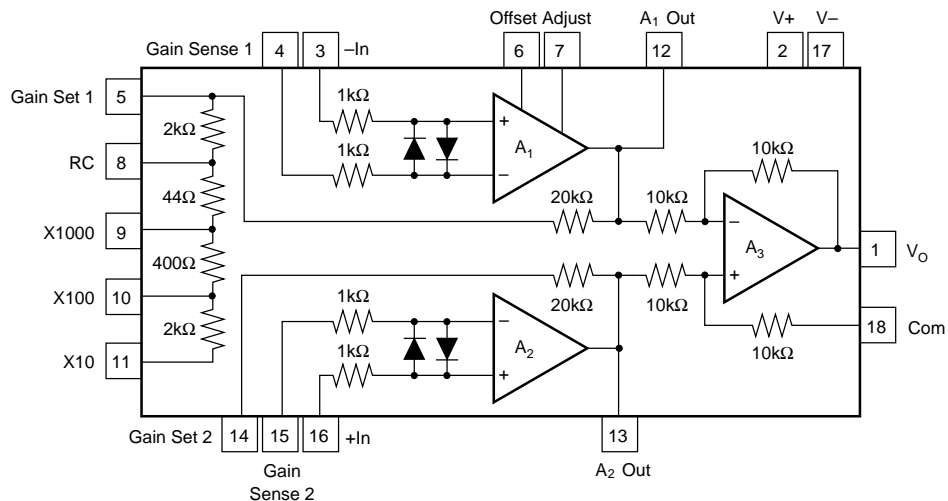 Offset Adjust
A1 Out
V+
V–
Gain Sense 1
4
3
–In
6
7
12
2
17
Gain Set 1
5
1kΩ
2kΩ
+
A1
10kΩ
RC
8
1kΩ
–
44Ω
20kΩ
10kΩ
–
X1000
9
A3
1
VO
400Ω
+
X100
10
20kΩ
10kΩ
1kΩ
2kΩ
–
18
Com
X10
11
1kΩ
A2
10kΩ
+
Gain Set 2
14
15
16
+In
13
Gain
Sense 2
A2 Out